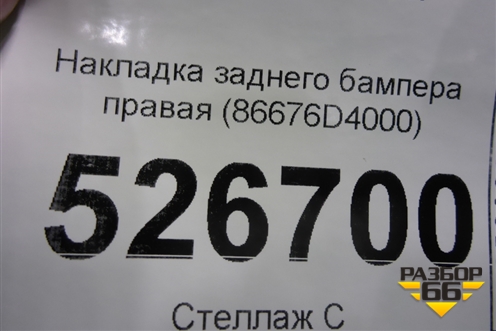 Накладка заднего бампера
правая (86676D4000)
526700
Стеллаж С
РАЗБОР
66